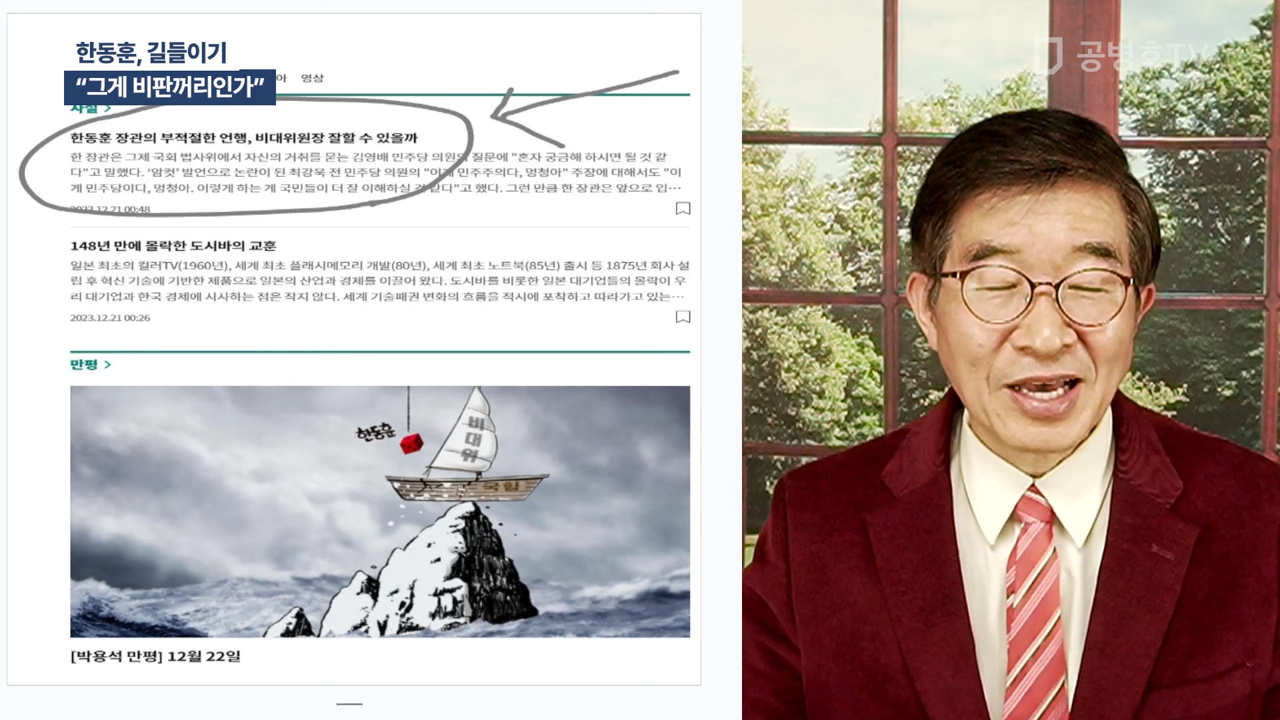 한동훈, 길들이기
“그게 비판꺼리인가”
영상
사설 >
한동훈 장관의 부적절한 언행, 비대위원장 잘할 수 있을까
한 장관은 그제 국회 법사위에서 자신의 거취를 묻는 김영배 민주당 의원의 질문에 “혼자 궁금해 하시면 될 것 같
다”고 말했다. ‘암컷’ 발언으로 논란이 된 최강욱 전 민주당 의원의 “이게 민주주의다, 멍청아” 주장에 대해서도 “이
게 민주당이다, 멍청아. 이렇게 하는 게 국민들이 더 잘 이해하실 것 같다”고 했다. 그런 만큼 한 장관은 앞으로 입…
2023.12.21 00:48
148년 만에 몰락한 도시바의 교훈
일본 최초의 컬러TV(1960년), 세계 최초 플래시메모리 개발(80년), 세계 최초 노트북(85년) 출시 등 1875년 회사 설
립 후 혁신 기술에 기반한 제품으로 일본의 산업과 경제를 이끌어 왔다. 도시바를 비롯한 일본 대기업들의 몰락이 우
리 대기업과 한국 경제에 시사하는 점은 작지 않다. 세계 기술패권 변화의 흐름을 적시에 포착하고 따라가고 있는…
2023.12.21 00:26
만평 >
한동훈
비대위
국힘
[박용석 만평] 12월 22일
공병호TV